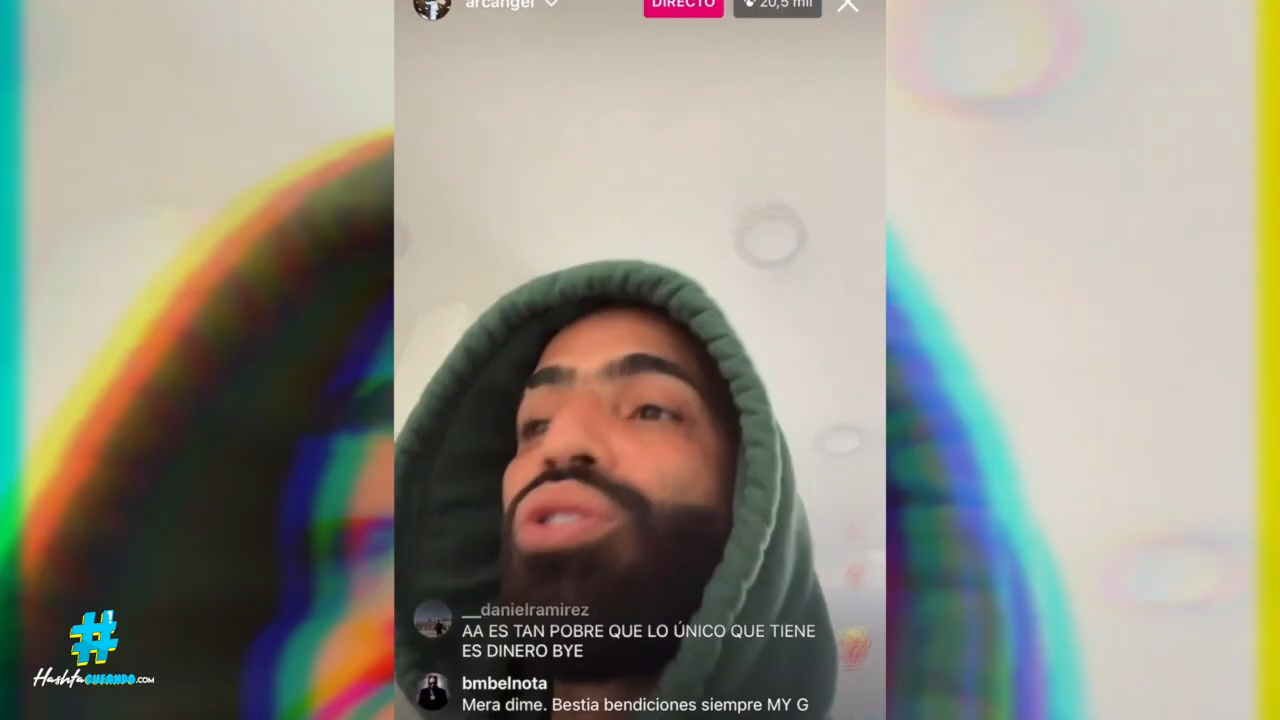 arcangel
DIRECTO
20,5 mil
__danielramirez
AA ES TAN POBRE QUE LO ÚNICO QUE TIENE
ES DINERO BYE
bmbelnota
Mera dime. Bestia bendiciones siempre MY G
#
HashtaGUEANDO.COM